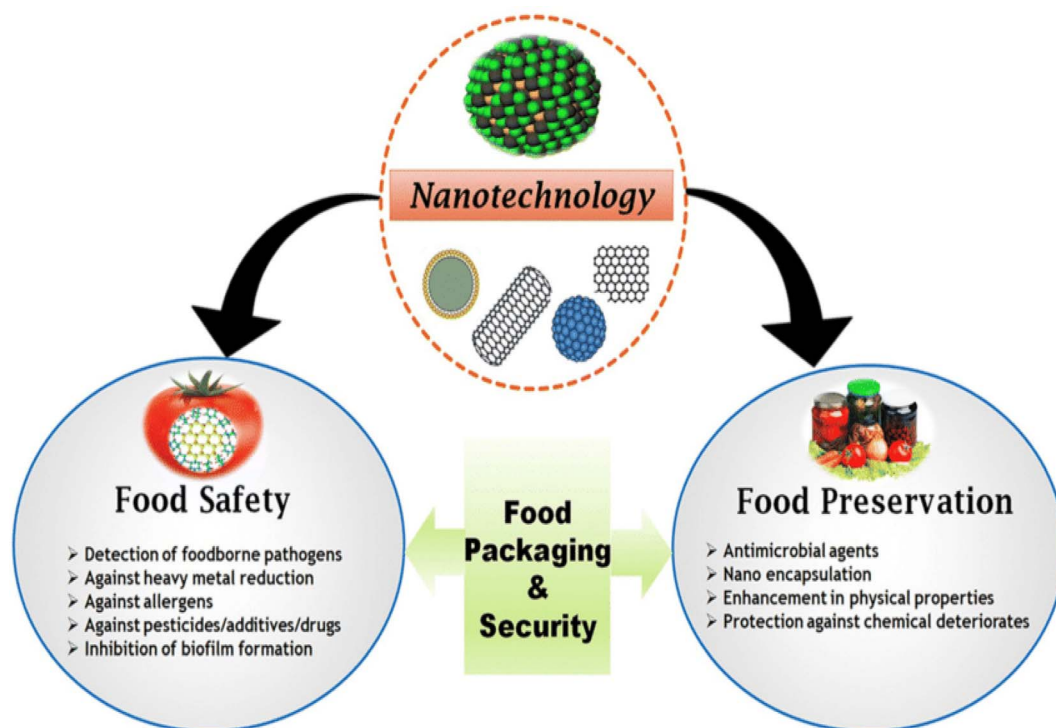 Nanotechnology
Food Safety
➢ Detection of foodborne pathogens
➢ Against heavy metal reduction
➢ Against allergens
➢ Against pesticides/additives/drugs
➢ Inhibition of biofilm formation
Food
Packaging
&
Security
Food Preservation
➢ Antimicrobial agents
➢ Nano encapsulation
➢ Enhancement in physical properties
➢ Protection against chemical deteriorates